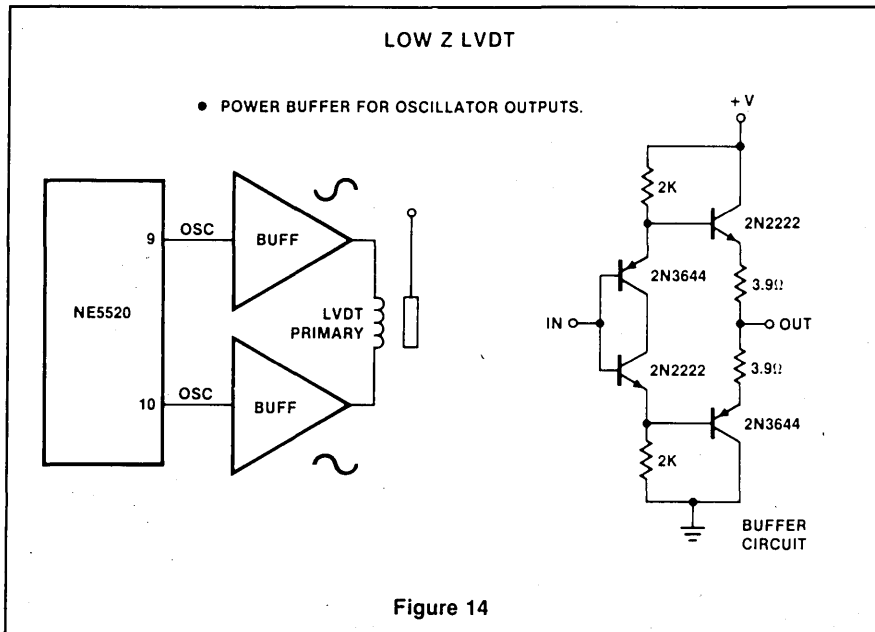 LOW Z LVDT
● POWER BUFFER FOR OSCILLATOR OUTPUTS.
+ V
2K
9
OSC
BUFF
2N2222
2N3644
3.9Ω
NE5520
LVDT
PRIMARY
IN
OUT
2N2222
3.9Ω
10
OSC
BUFF
2N3644
2K
BUFFER
CIRCUIT
Figure 14